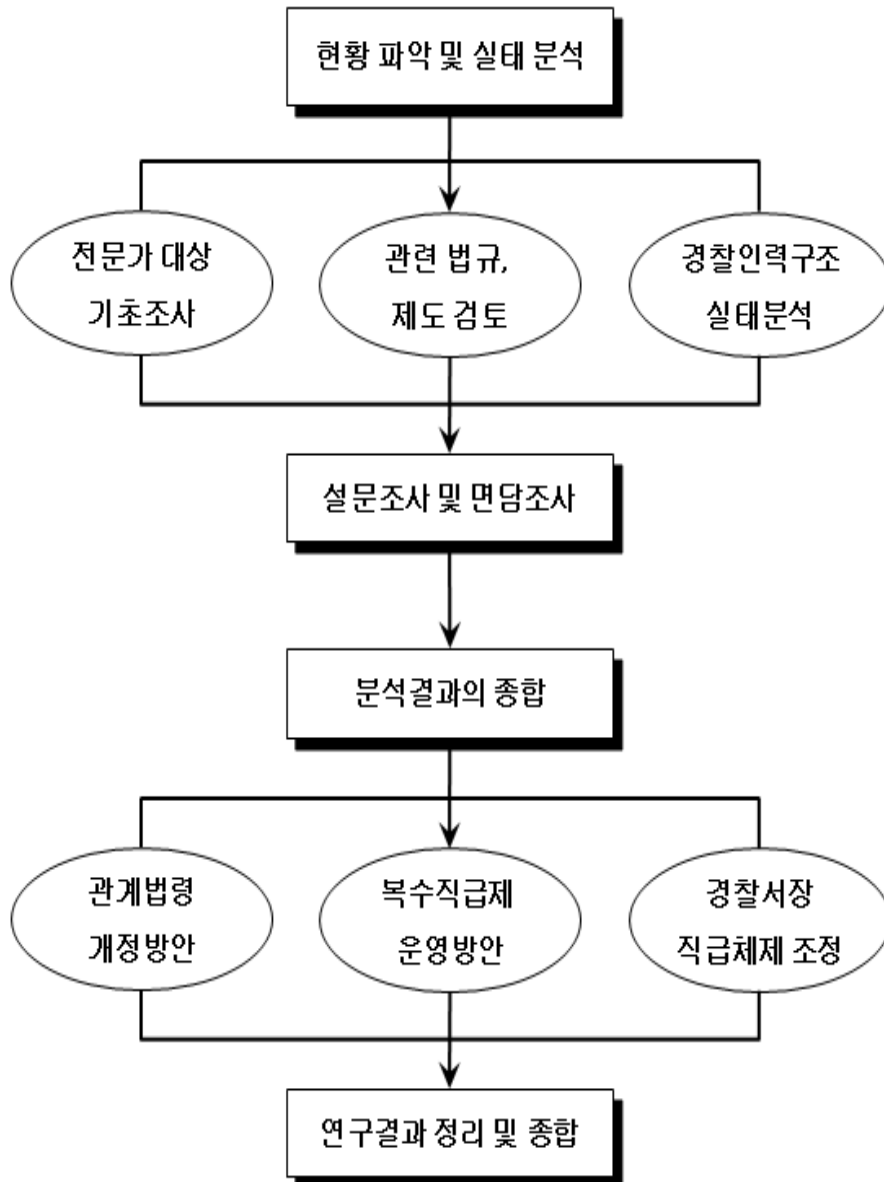 현황 파악 및 실태 분석
전문가 대상
기초조사
관련 법규,
제도 검토
경찰인력구조
실태분석
설문조사 및 면담조사
분석결과의 종합
관계법령
개정방안
복수직급제
운영방안
경찰서장
직급체제 조정
연구결과 정리 및 종합